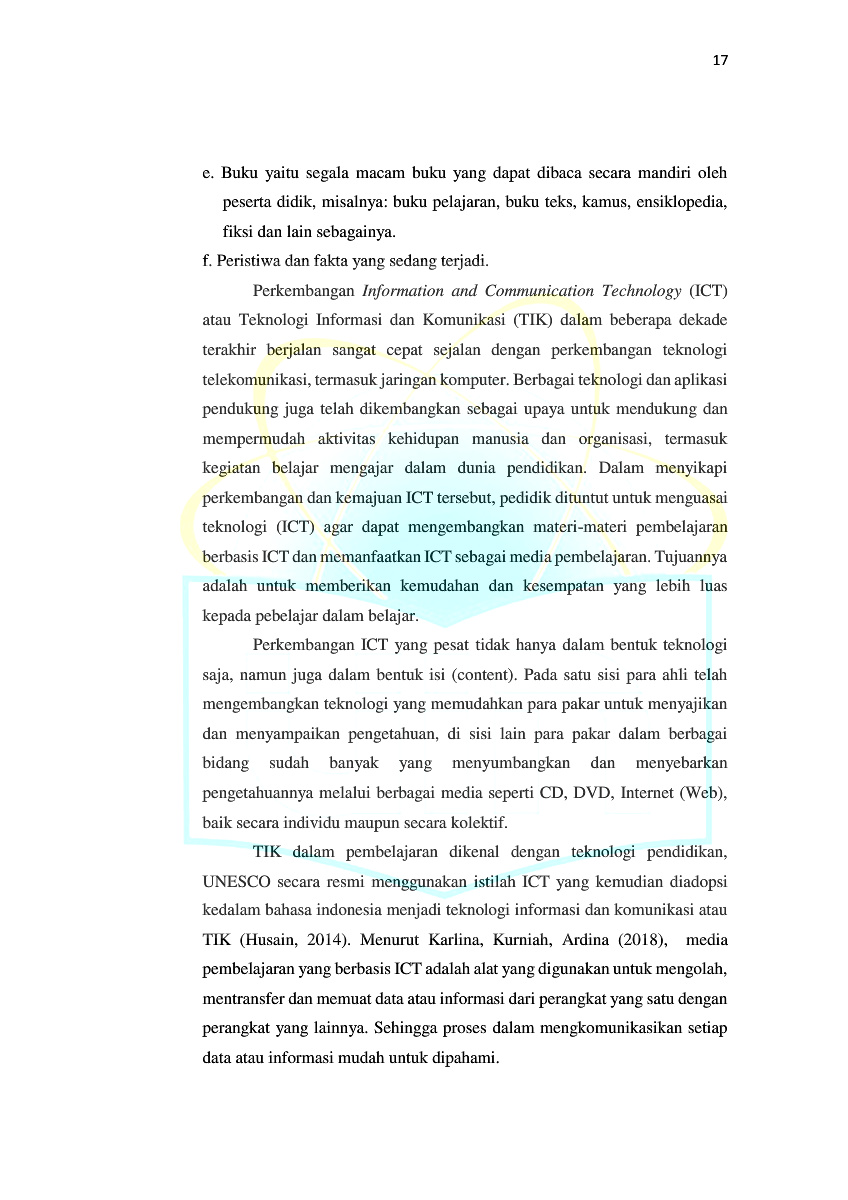 17
e. Buku yaitu segala macam buku yang dapat dibaca secara mandiri oleh
peserta didik, misalnya: buku pelajaran, buku teks, kamus, ensiklopedia,
fiksi dan lain sebagainya.
f. Peristiwa dan fakta yang sedang terjadi.
Perkembangan Information and Communication Technology (ICT)
atau Teknologi Informasi dan Komunikasi (TIK) dalam beberapa dekade
terakhir berjalan sangat cepat sejalan dengan perkembangan teknologi
telekomunikasi, termasuk jaringan komputer. Berbagai teknologi dan aplikasi
pendukung juga telah dikembangkan sebagai upaya untuk mendukung dan
mempermudah aktivitas kehidupan manusia dan organisasi, termasuk
kegiatan belajar mengajar dalam dunia pendidikan. Dalam menyikapi
perkembangan dan kemajuan ICT tersebut, pedidik dituntut untuk menguasai
teknologi (ICT) agar dapat mengembangkan materi-materi pembelajaran
berbasis ICT dan memanfaatkan ICT sebagai media pembelajaran. Tujuannya
adalah untuk memberikan kemudahan dan kesempatan yang lebih luas
kepada pebelajar dalam belajar.
Perkembangan ICT yang pesat tidak hanya dalam bentuk teknologi
saja, namun juga dalam bentuk isi (content). Pada satu sisi para ahli telah
mengembangkan teknologi yang memudahkan para pakar untuk menyajikan
dan menyampaikan pengetahuan, di sisi lain para pakar dalam berbagai
bidang sudah banyak yang menyumbangkan dan menyebarkan
pengetahuannya melalui berbagai media seperti CD, DVD, Internet (Web),
baik secara individu maupun secara kolektif.
TIK dalam pembelajaran dikenal dengan teknologi pendidikan,
UNESCO secara resmi menggunakan istilah ICT yang kemudian diadopsi
kedalam bahasa indonesia menjadi teknologi informasi dan komunikasi atau
TIK (Husain, 2014). Menurut Karlina, Kurniah, Ardina (2018), media
pembelajaran yang berbasis ICT adalah alat yang digunakan untuk mengolah,
mentransfer dan memuat data atau informasi dari perangkat yang satu dengan
perangkat yang lainnya. Sehingga proses dalam mengkomunikasikan setiap
data atau informasi mudah untuk dipahami.